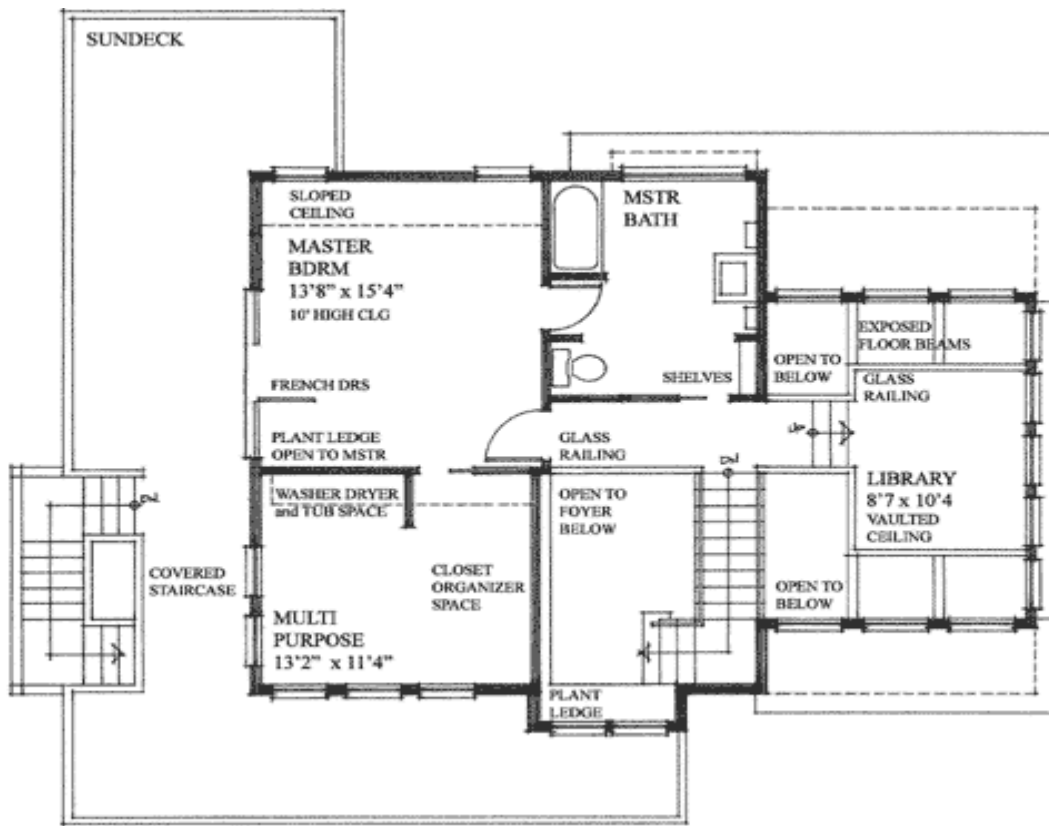 SUNDECK
SLOPED
CEILING
MASTER
BDRM
13'8" x 15'4"
10' HIGH CLG
MSTR
BATH
FRENCH DRS
SHELVES
PLANT LEDGE
OPEN TO MSTR
GLASS
RAILING
EXPOSED
FLOOR BEAMS
OPEN TO
BELOW
GLASS
RAILING
LIBRARY
8'7 x 10'4
VAULTED
CEILING
WASHER DRYER
and TUB SPACE
OPEN TO
FOYER
BELOW
COVERED
STAIRCASE
CLOSET
ORGANIZER
SPACE
OPEN TO
BELOW
MULTI
PURPOSE
13'2" x 11'4"
PLANT
LEDGE